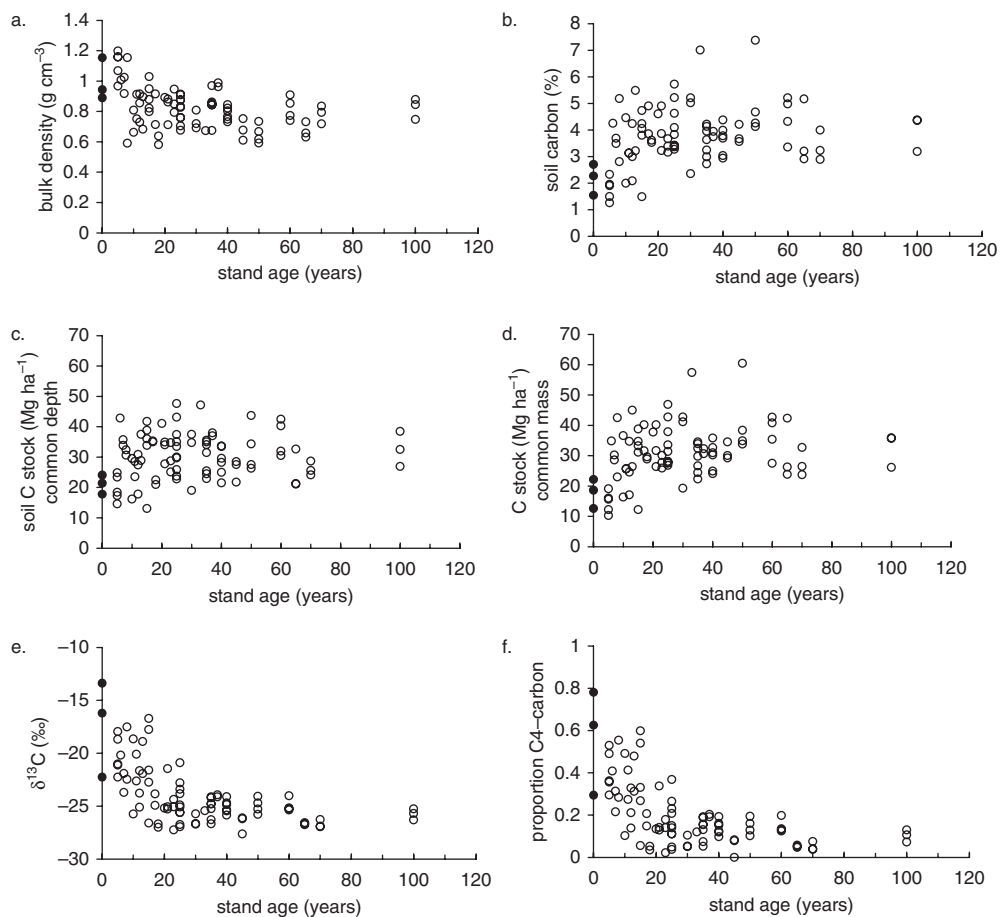 a.
bulk density (g cm⁻³)
1.4
1.2
1
0.8
0.6
0.4
0.2
0
0 20 40 60 80 100 120
stand age (years)
b.
soil carbon (%)
8
7
6
5
4
3
2
1
0
0 20 40 60 80 100 120
stand age (years)
c.
soil C stock (Mg ha⁻¹)
common depth
70
60
50
40
30
20
10
0
0 20 40 60 80 100 120
stand age (years)
d.
C stock (Mg ha⁻¹)
common mass
70
60
50
40
30
20
10
0
0 20 40 60 80 100 120
stand age (years)
e.
δ¹³C (‰)
–10
–15
–20
–25
–30
0 20 40 60 80 100 120
stand age (years)
f.
proportion C4–carbon
1
0.8
0.6
0.4
0.2
0
0 20 40 60 80 100 120
stand age (years)